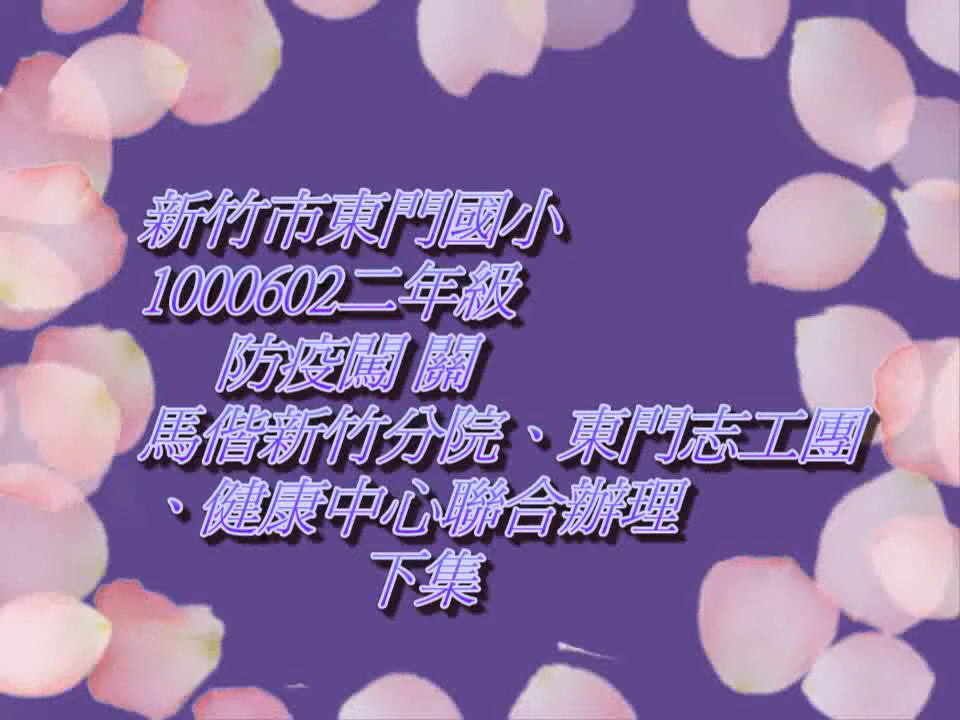 新竹市東門國小
1000602二年級
防疫闖 關
馬偕新竹分院、東門志工團
、健康中心聯合辦理
下集